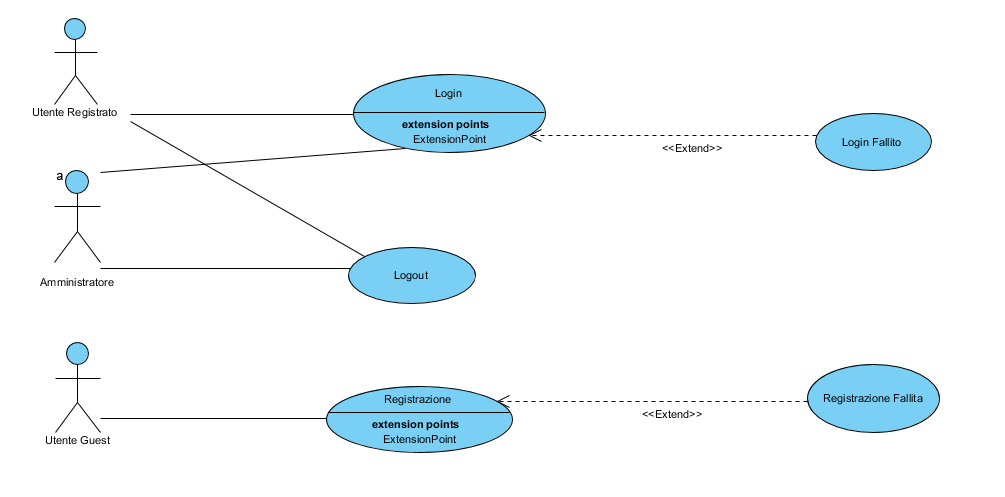 Utente Registrato
Login
extension points
ExtensionPoint
<<Extend>>
Login Fallito
a
Amministratore
Logout
Utente Guest
Registrazione
extension points
ExtensionPoint
<<Extend>>
Registrazione Fallita